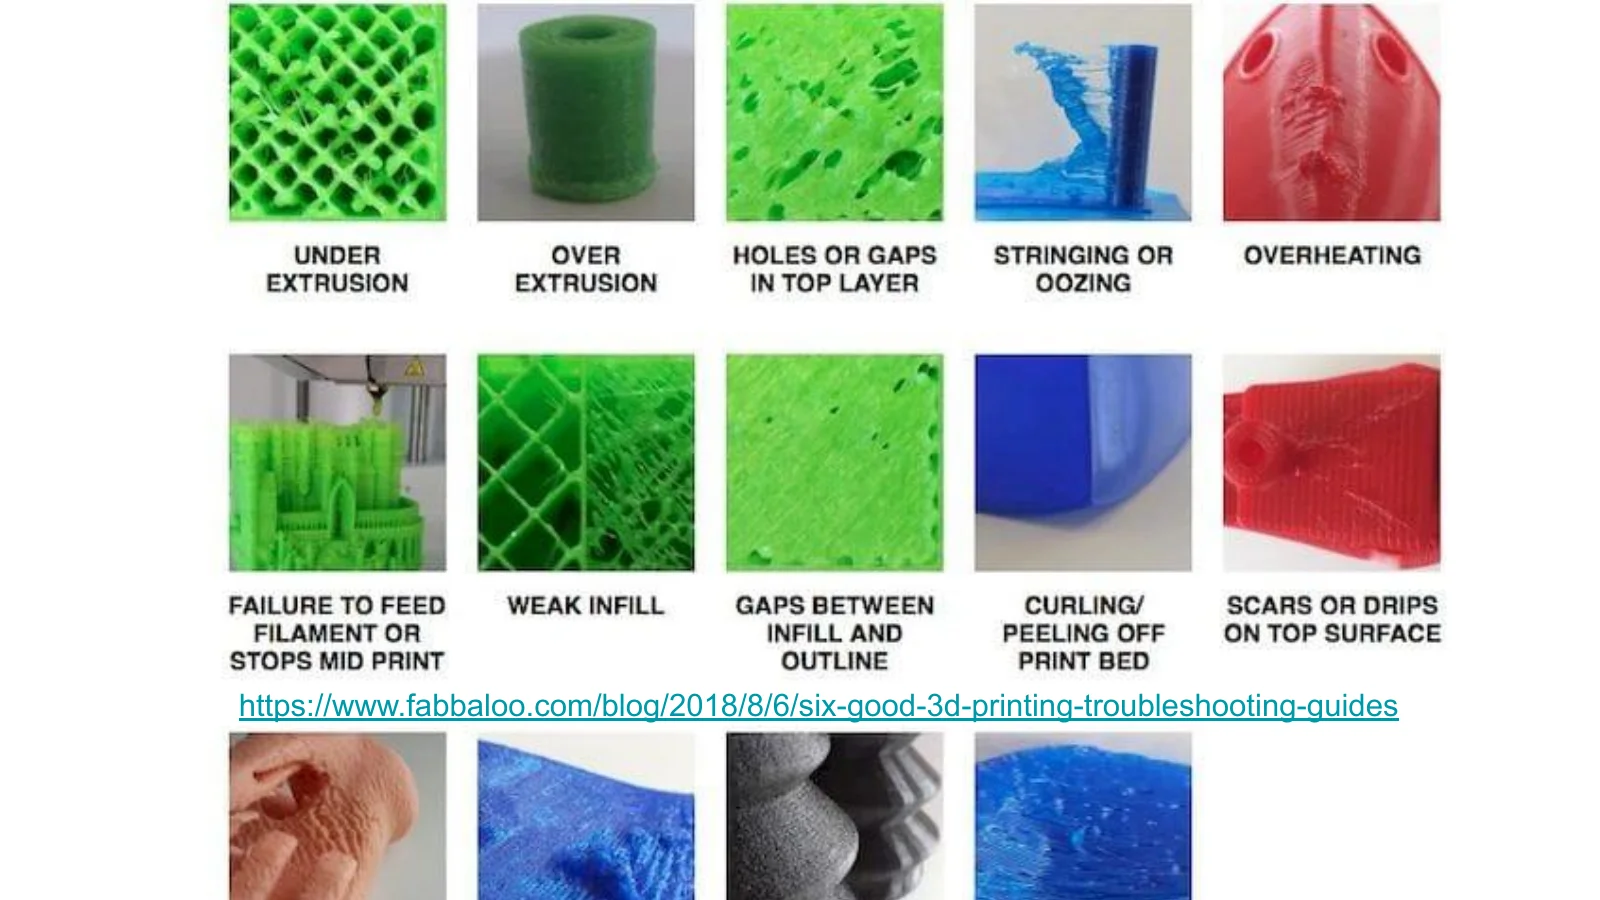 UNDER
EXTRUSION
OVER
EXTRUSION
HOLES OR GAPS
IN TOP LAYER
STRINGING OR
OOZING
OVERHEATING
FAILURE TO FEED
FILAMENT OR
STOPS MID PRINT
WEAK INFILL
GAPS BETWEEN
INFILL AND
OUTLINE
CURLING/
PEELING OFF
PRINT BED
SCARS OR DRIPS
ON TOP SURFACE
https://www.fabbaloo.com/blog/2018/8/6/six-good-3d-printing-troubleshooting-guides